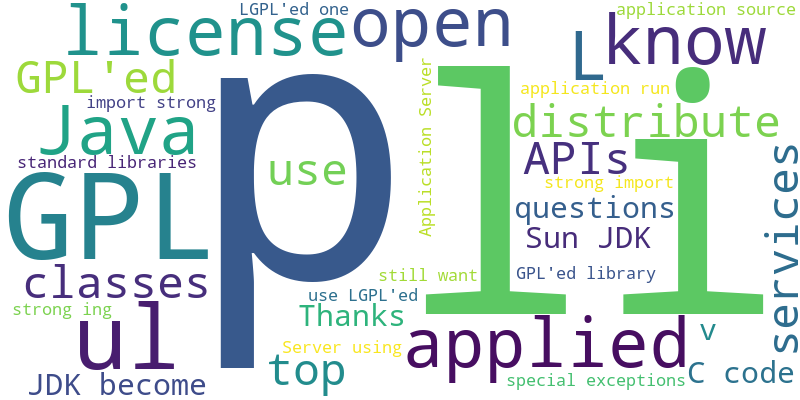 LGPL'ed one
application source
license
open
know
L
GPL'ed
import strong
Java
standard libraries
p
li
use
application run
distribute
Application Server
APIs
strong import
services
GPL
questions
Sun JDK
classes
still want
GPL'ed library
use LGPL'ed
strong ing
Thanks
ul
Server using
applied
v
top
C code
JDK become
special exceptions